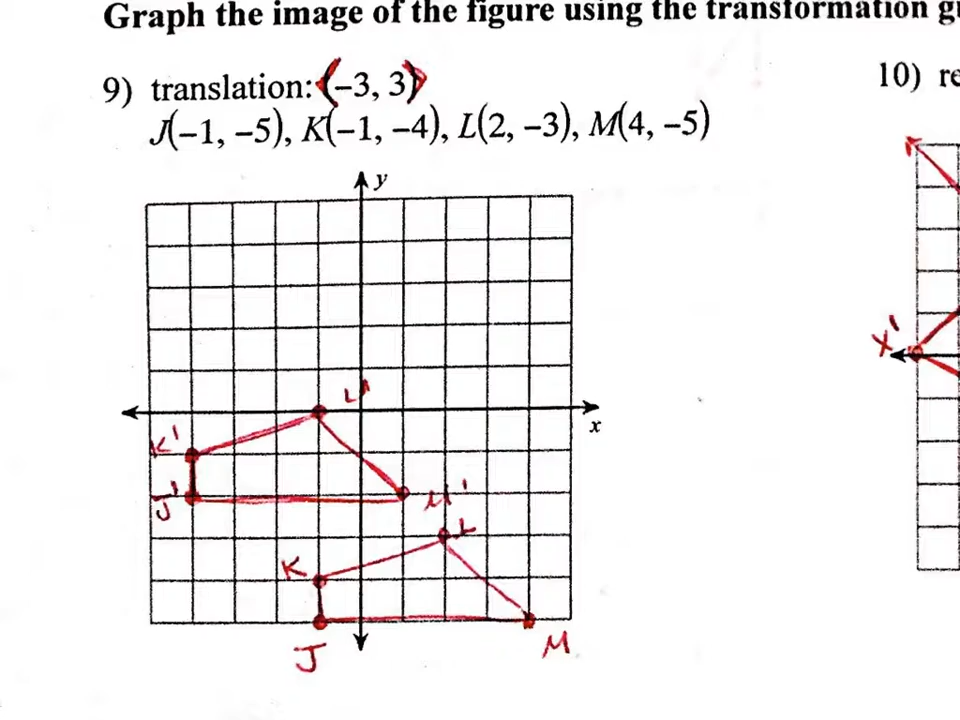 Graph the image of the figure using the transformation
9) translation: ⟨-3, 3⟩
10)
J(−1, −5), K(−1, −4), L(2, −3), M(4, −5)
y
x
L'
K'
J'
M'
L
K
J
M
X'